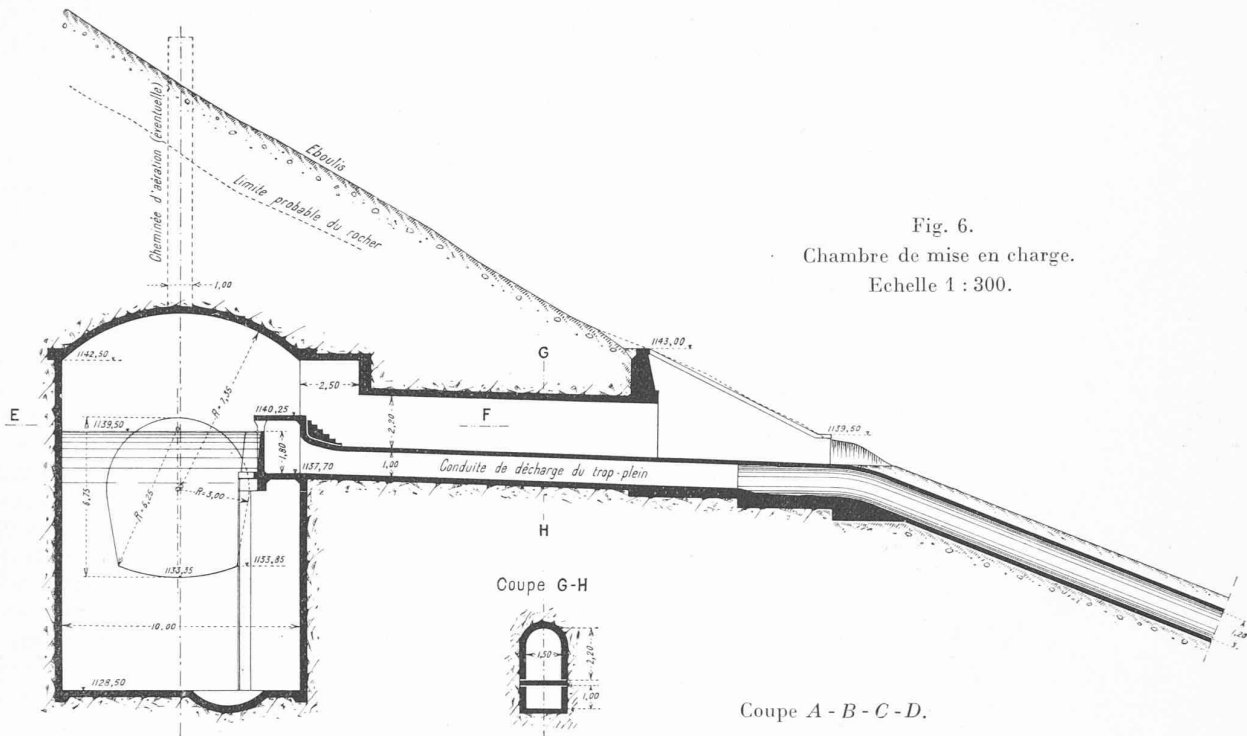 Cheminée d'aération (éventuelle)
Eboulis
Limite probable du rocher
Fig. 6.
Chambre de mise en charge.
Echelle 1 : 300.
1,00
1142,50
1143,00
G
2,50
R=7,35
E
F
1140,25
1139,50
2,20
1139,50
1,80
1137,70
1,00
Conduite de décharge du trop-plein
6,75
R=6,25
R=3,00
H
1133,85
1133,35
Coupe G-H
10,00
1,50
2,20
1,00
1,20
1128,50
Coupe A - B - C - D.